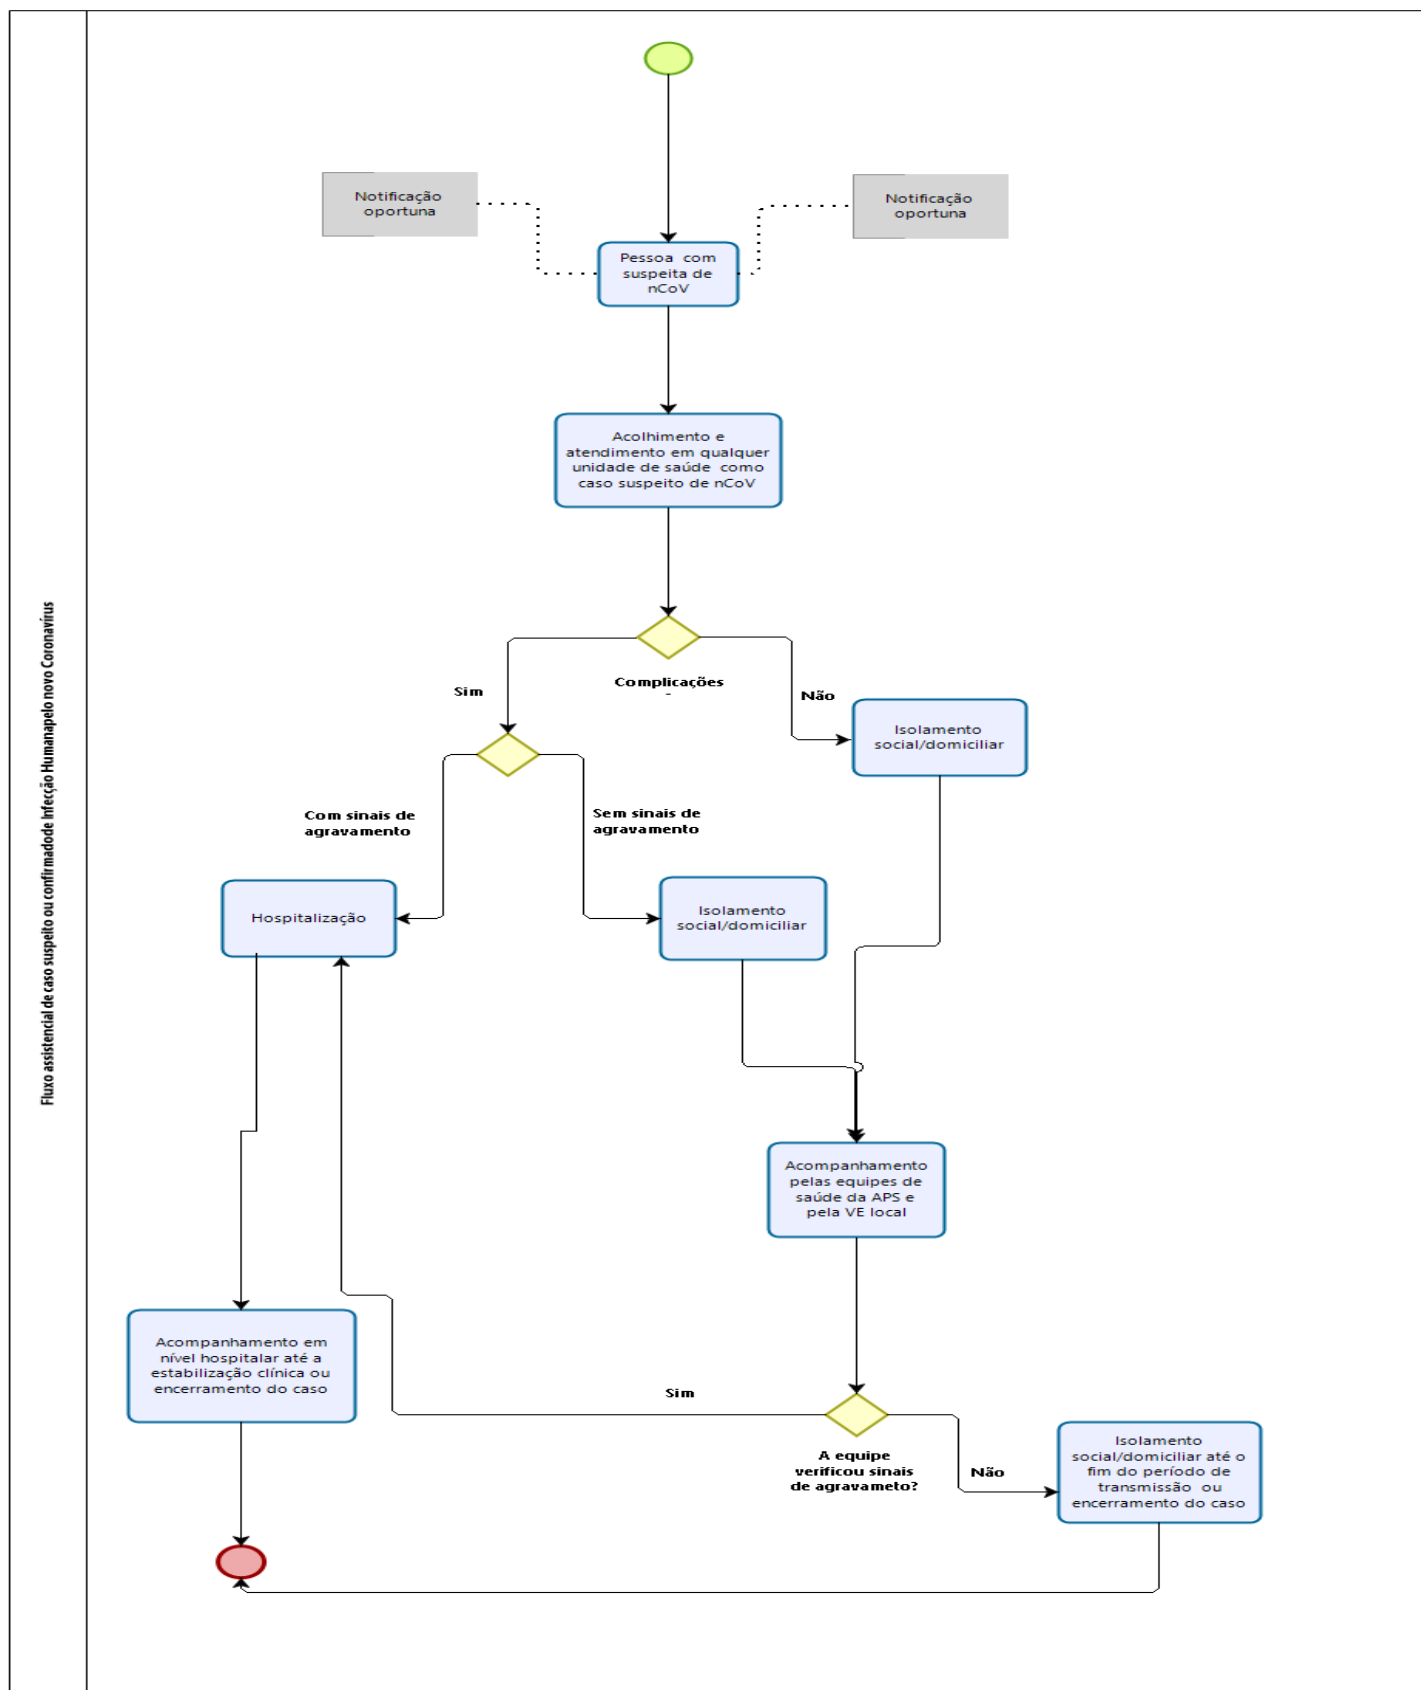 Fluxo assistencial de caso suspeito ou confirmadode Infecção Humanapelo novo Coronavírus
Notificação
oportuna
Notificação
oportuna
Pessoa com
suspeita de
nCoV
Acolhimento e
atendimento em qualquer
unidade de saúde como
caso suspeito de nCoV
Complicações
-
Sim
Não
Isolamento
social/domiciliar
Com sinais de
agravamento
Sem sinais de
agravamento
Hospitalização
Isolamento
social/domiciliar
Acompanhamento
pelas equipes de
saúde da APS e
pela VE local
Acompanhamento em
nível hospitalar até a
estabilização clínica ou
encerramento do caso
Sim
A equipe
verificou sinais
de agravameto?
Não
Isolamento
social/domiciliar até o
fim do período de
transmissão ou
encerramento do caso